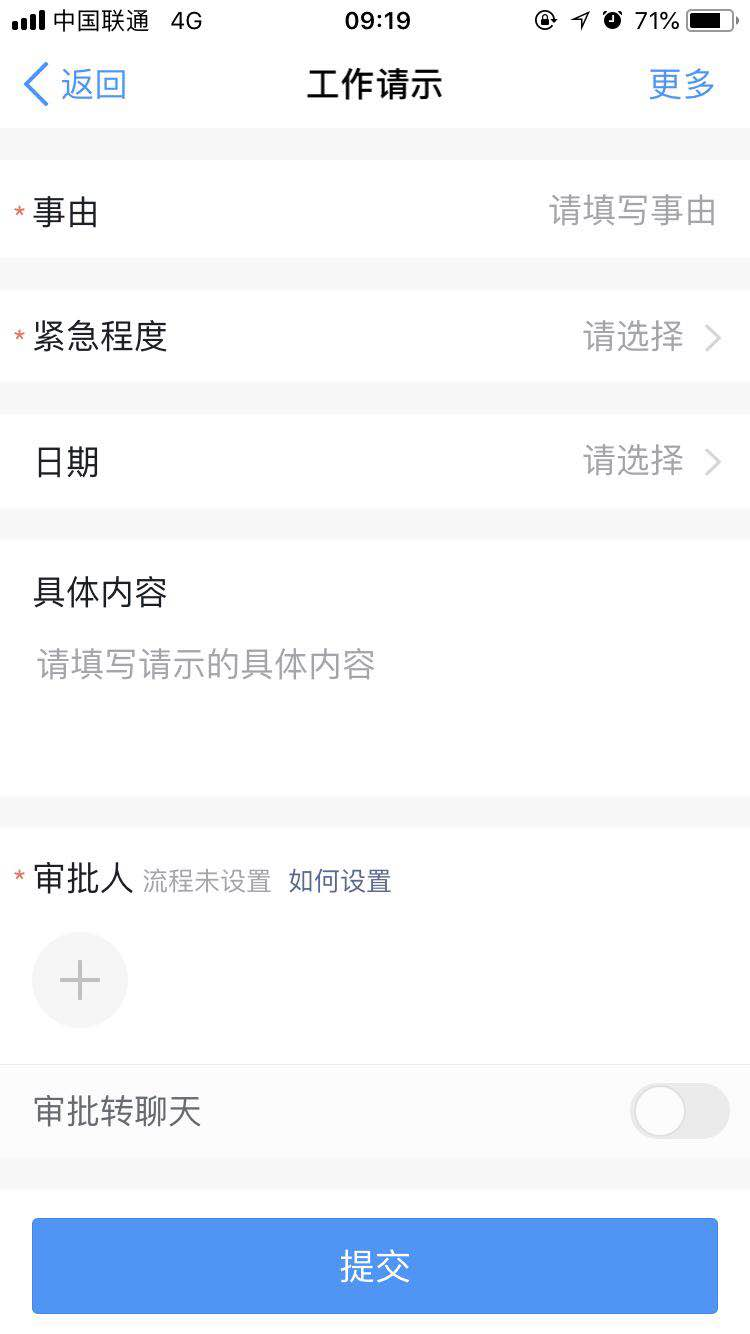 中国联通 4G 09:19 71%
返回 工作请示 更多
* 事由 请填写事由
* 紧急程度 请选择
日期 请选择
具体内容
请填写请示的具体内容
* 审批人 流程未设置 如何设置
审批转聊天
提交